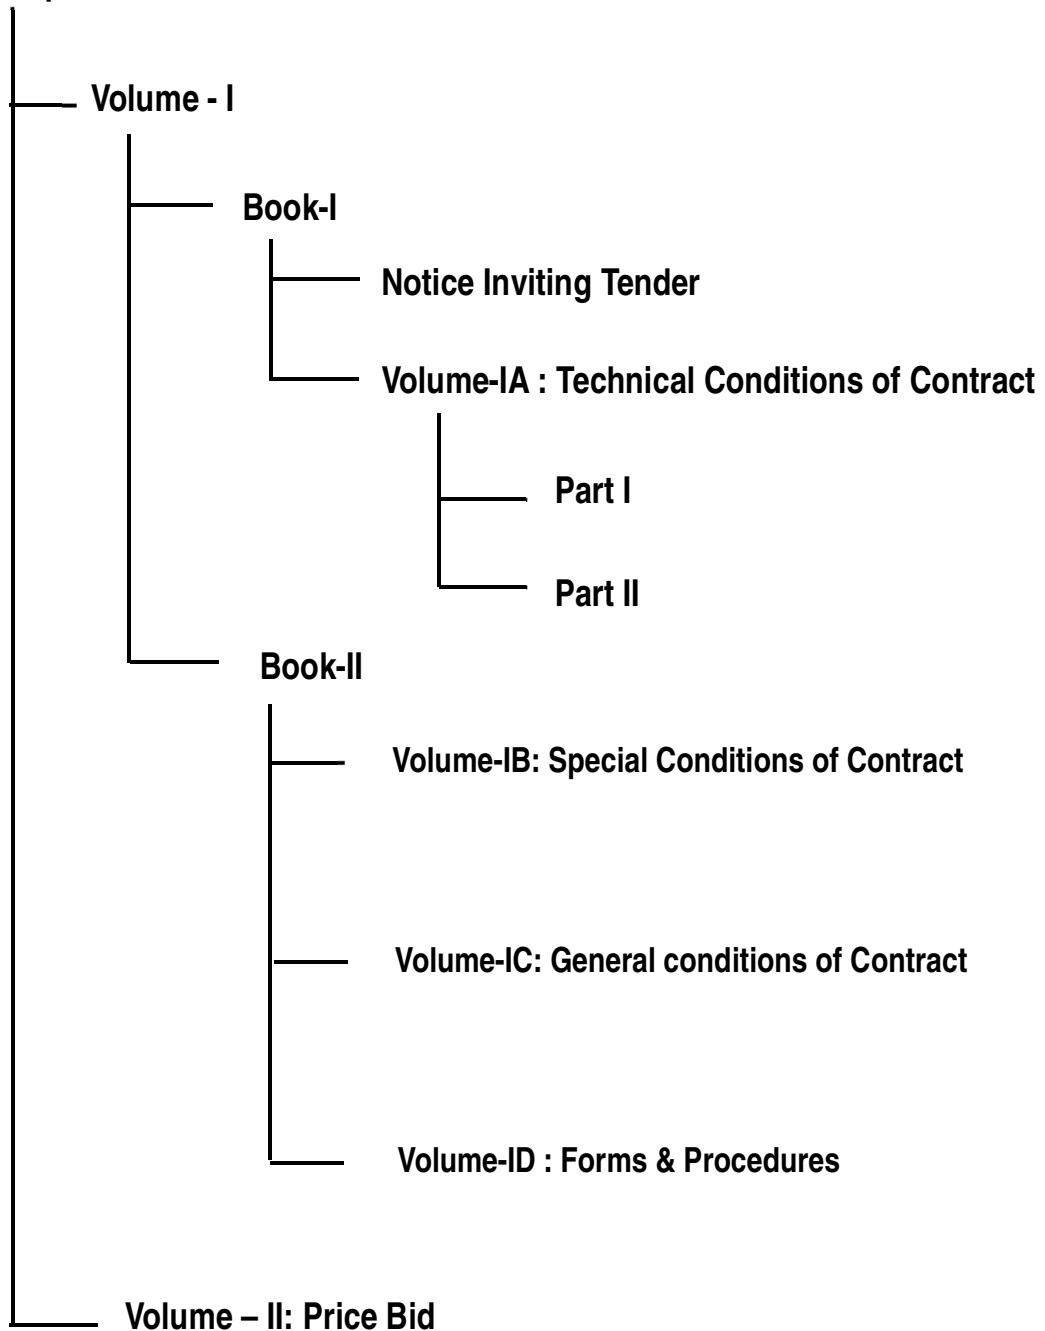 Volume - I
Book-I
Notice Inviting Tender
Volume-IA : Technical Conditions of Contract
Part I
Part II
Book-II
Volume-IB: Special Conditions of Contract
Volume-IC: General conditions of Contract
Volume-ID : Forms & Procedures
Volume – II: Price Bid